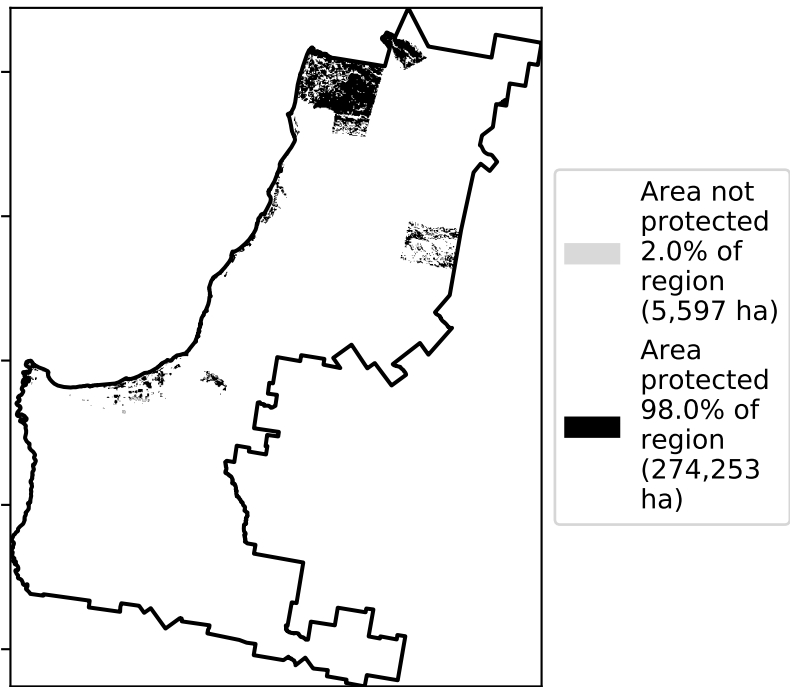 Area not
protected
2.0% of
region
(5,597 ha)
Area
protected
98.0% of
region
(274,253
ha)